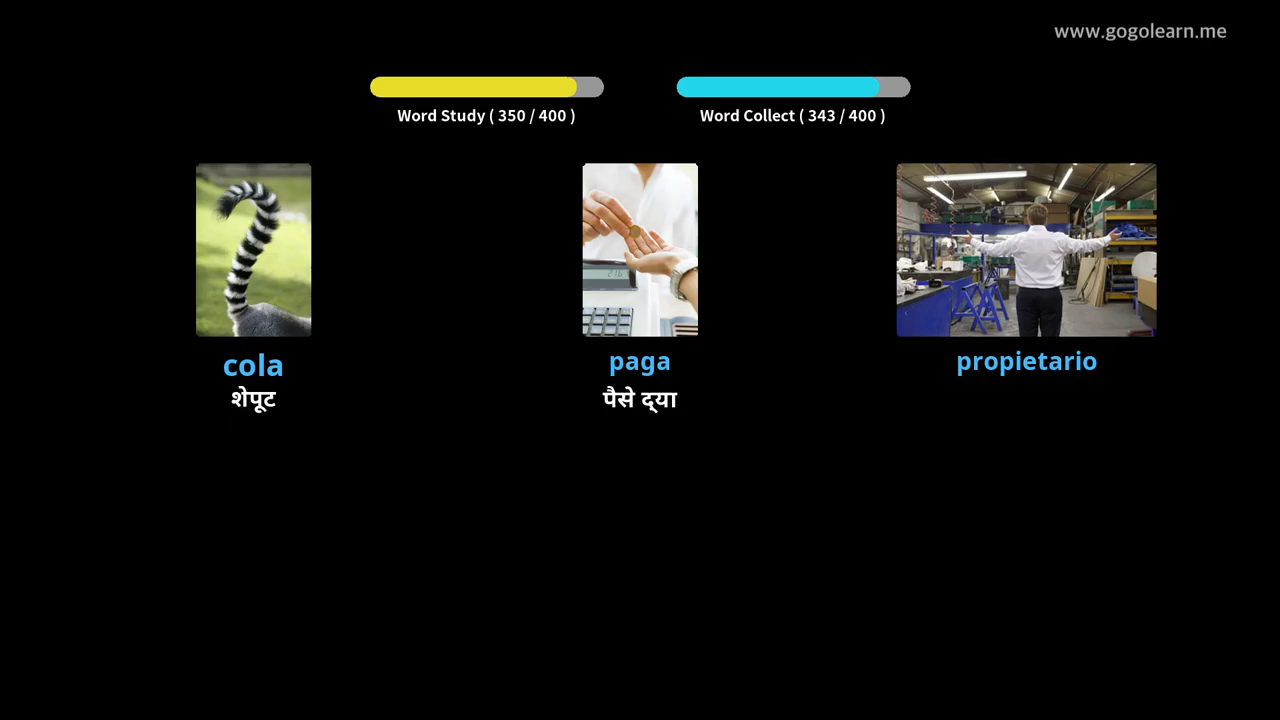 www.gogolearn.me
Word Study ( 350 / 400 )
Word Collect ( 343 / 400 )
cola
paga
propietario
शेपूट
पैसे द्या